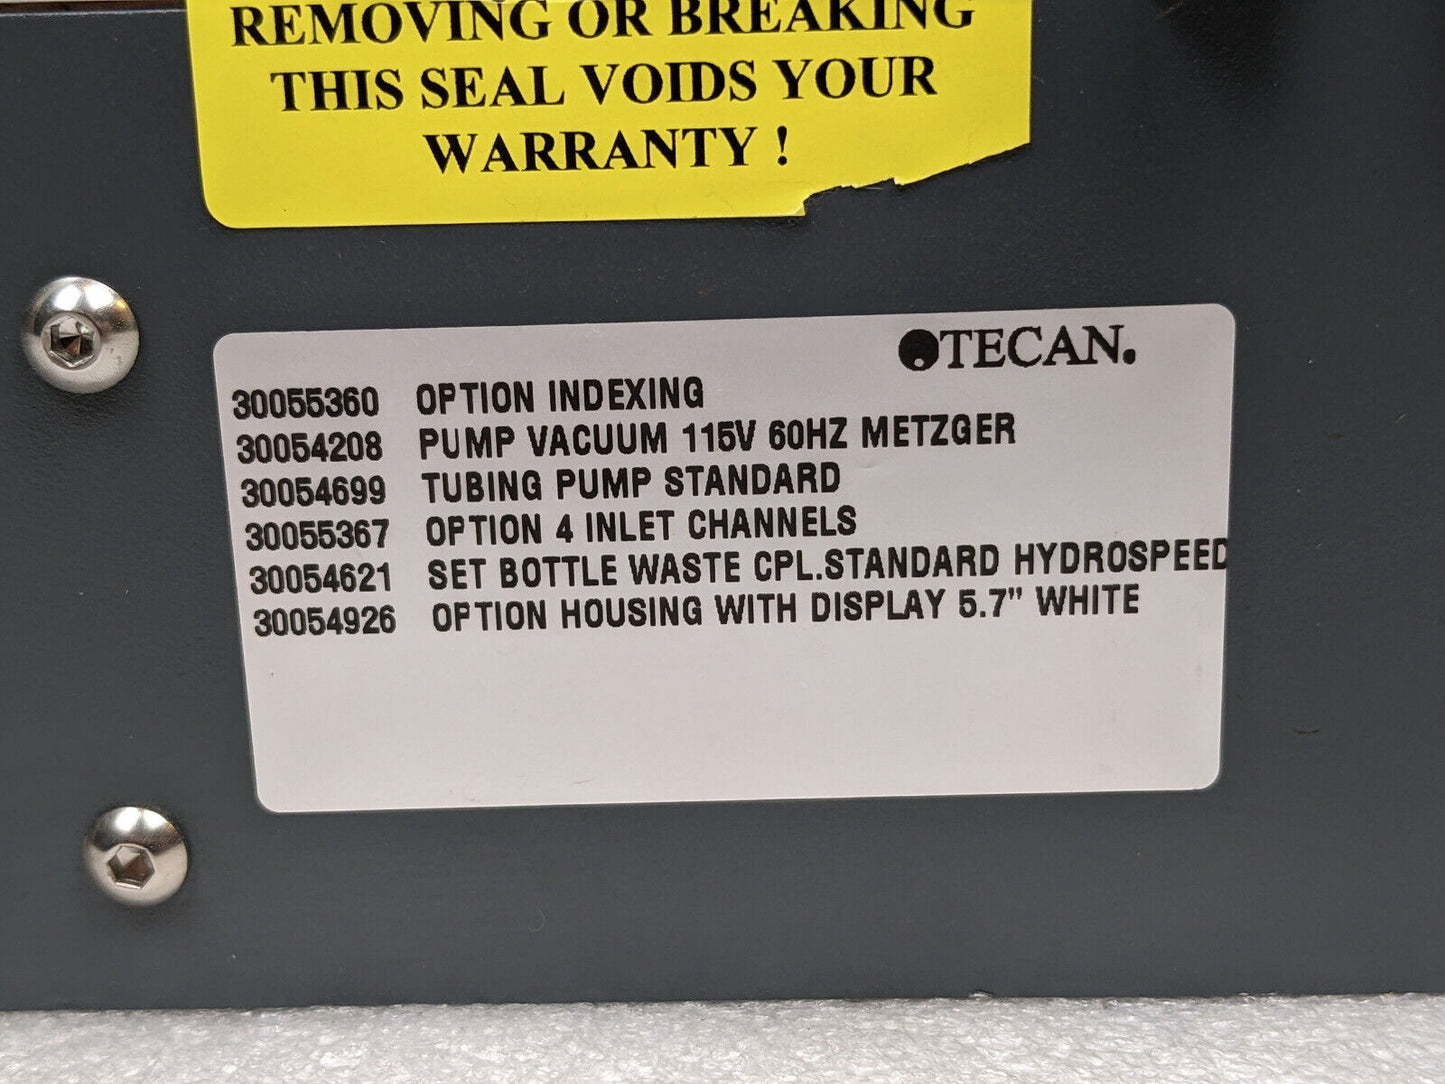 REMOVING OR BREAKING
THIS SEAL VOIDS YOUR
WARRANTY !
TECAN.
30055360 OPTION INDEXING
30054208 PUMP VACUUM 115V 60HZ METZGER
30054699 TUBING PUMP STANDARD
30055367 OPTION 4 INLET CHANNELS
30054621 SET BOTTLE WASTE CPL.STANDARD HYDROSPEED
30054926 OPTION HOUSING WITH DISPLAY 5.7" WHITE